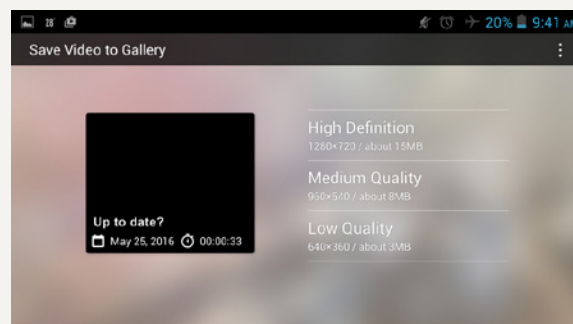 28°
20% 9:41 AM
Save Video to Gallery
Up to date?
May 25, 2016 00:00:33
High Definition
1280×720 / about 15MB
Medium Quality
960×540 / about 8MB
Low Quality
640×360 / about 3MB